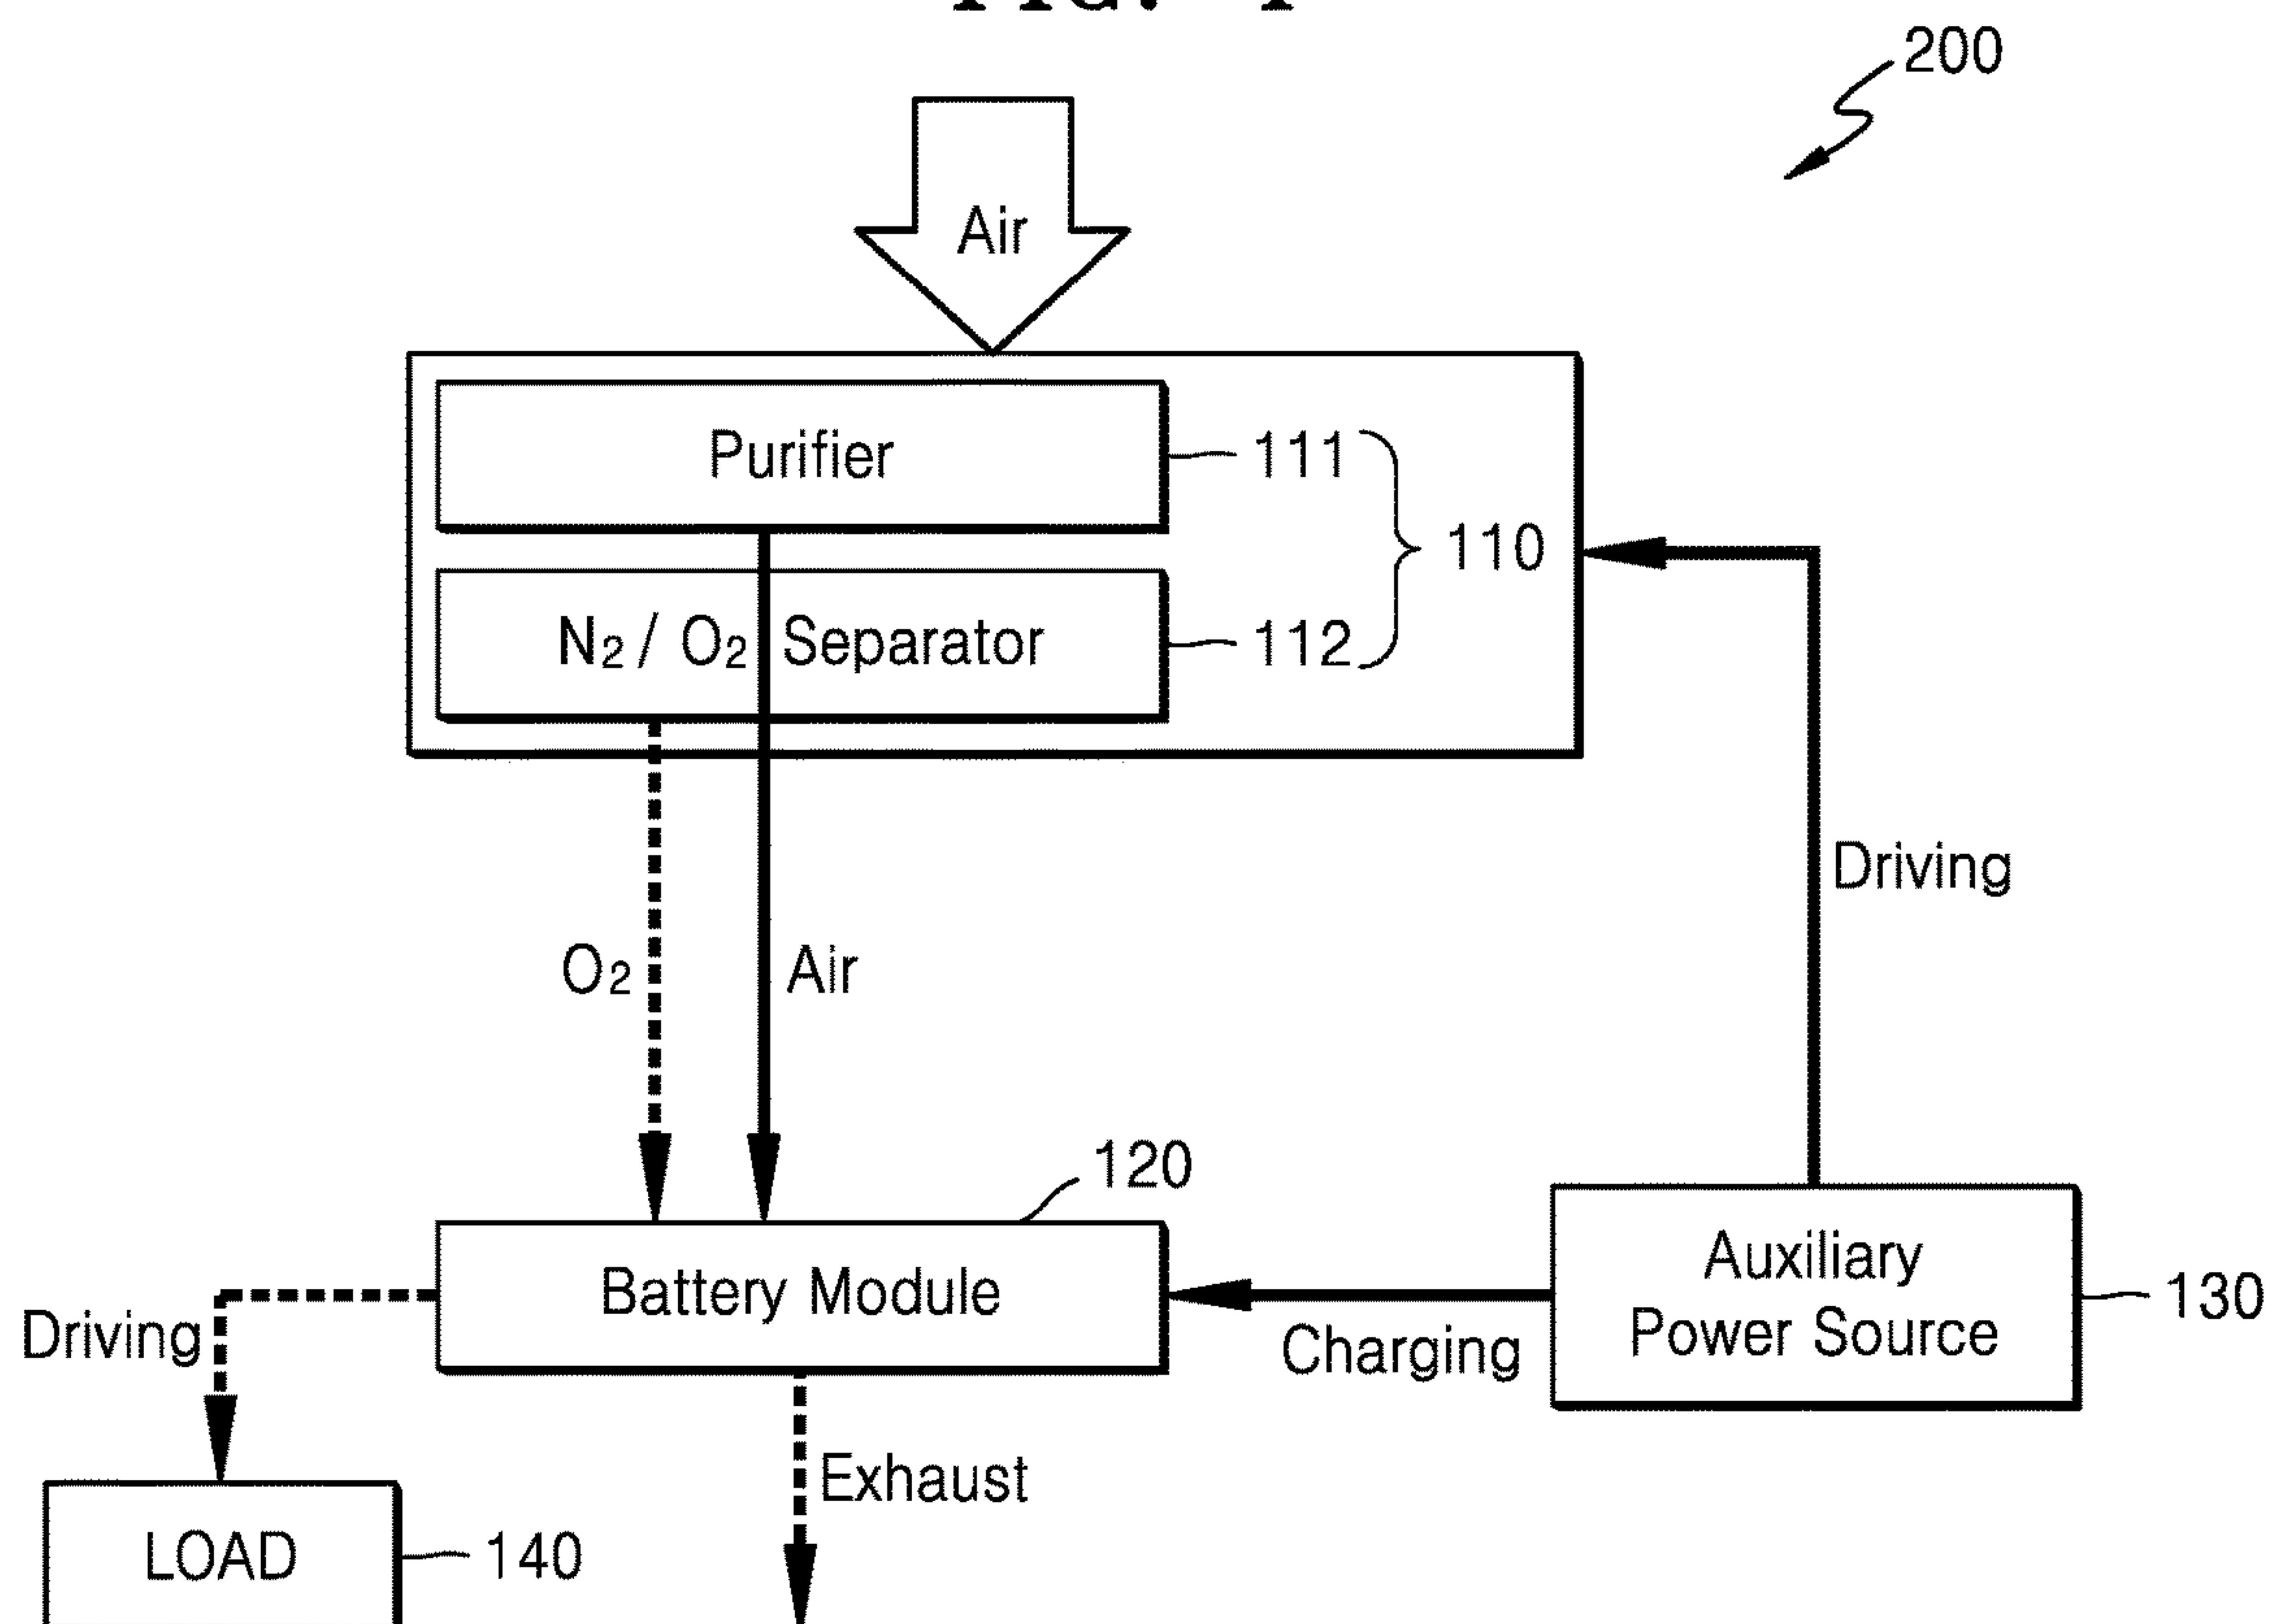 200
Air
Purifier
111
110
N₂ / O₂ Separator
112
Driving
O₂
Air
120
Battery Module
Auxiliary
Power Source
130
Charging
Driving
Exhaust
LOAD
140